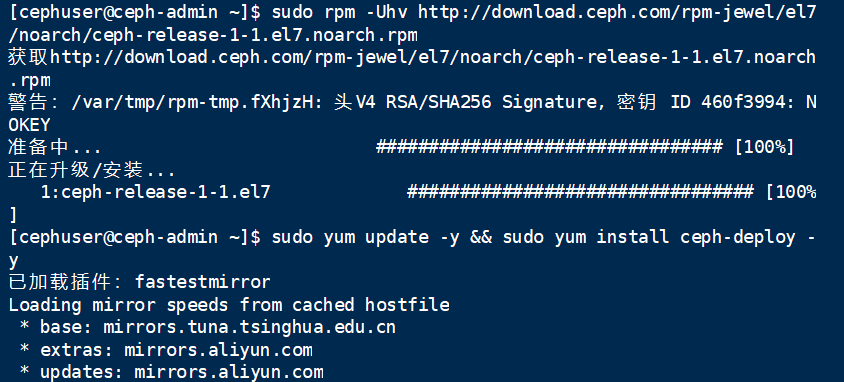 [cephuser@ceph-admin ~]$ sudo rpm -Uhv http://download.ceph.com/rpm-jewel/el7
/noarch/ceph-release-1-1.el7.noarch.rpm
获取http://download.ceph.com/rpm-jewel/el7/noarch/ceph-release-1-1.el7.noarch
.rpm
警告: /var/tmp/rpm-tmp.fXhjzH: 头V4 RSA/SHA256 Signature, 密钥 ID 460f3994: N
OKEY
准备中... ################################# [100%]
正在升级/安装...
1:ceph-release-1-1.el7 ################################# [100%
]
[cephuser@ceph-admin ~]$ sudo yum update -y && sudo yum install ceph-deploy -
y
已加载插件: fastestmirror
Loading mirror speeds from cached hostfile
* base: mirrors.tuna.tsinghua.edu.cn
* extras: mirrors.aliyun.com
* updates: mirrors.aliyun.com